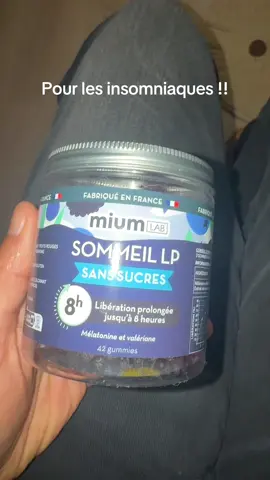 Pour les insomniaques !!
FABRIQUÉ EN FRANCE
mium LAB
SOMMEIL LP
SANS SUCRES
8h
Libération prolongée
jusqu'à 8 heures
Mélatonine et valériane
42 gummies